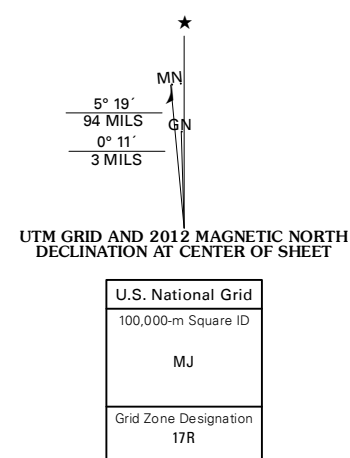 ★
MN
5° 19´
94 MILS
GN
0° 11´
3 MILS
UTM GRID AND 2012 MAGNETIC NORTH
DECLINATION AT CENTER OF SHEET
U.S. National Grid
100,000-m Square ID
MJ
Grid Zone Designation
17R